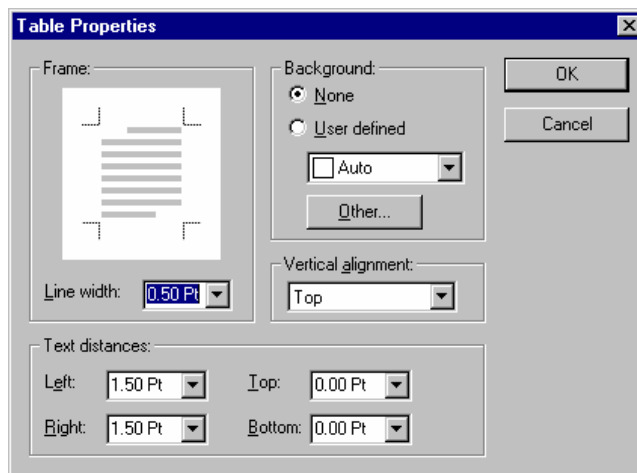 Table Properties
Frame:
Line width: 0.50 Pt
Background:
None
User defined
Auto
Other...
Vertical alignment:
Top
OK
Cancel
Text distances:
Left: 1.50 Pt Top: 0.00 Pt
Right: 1.50 Pt Bottom: 0.00 Pt